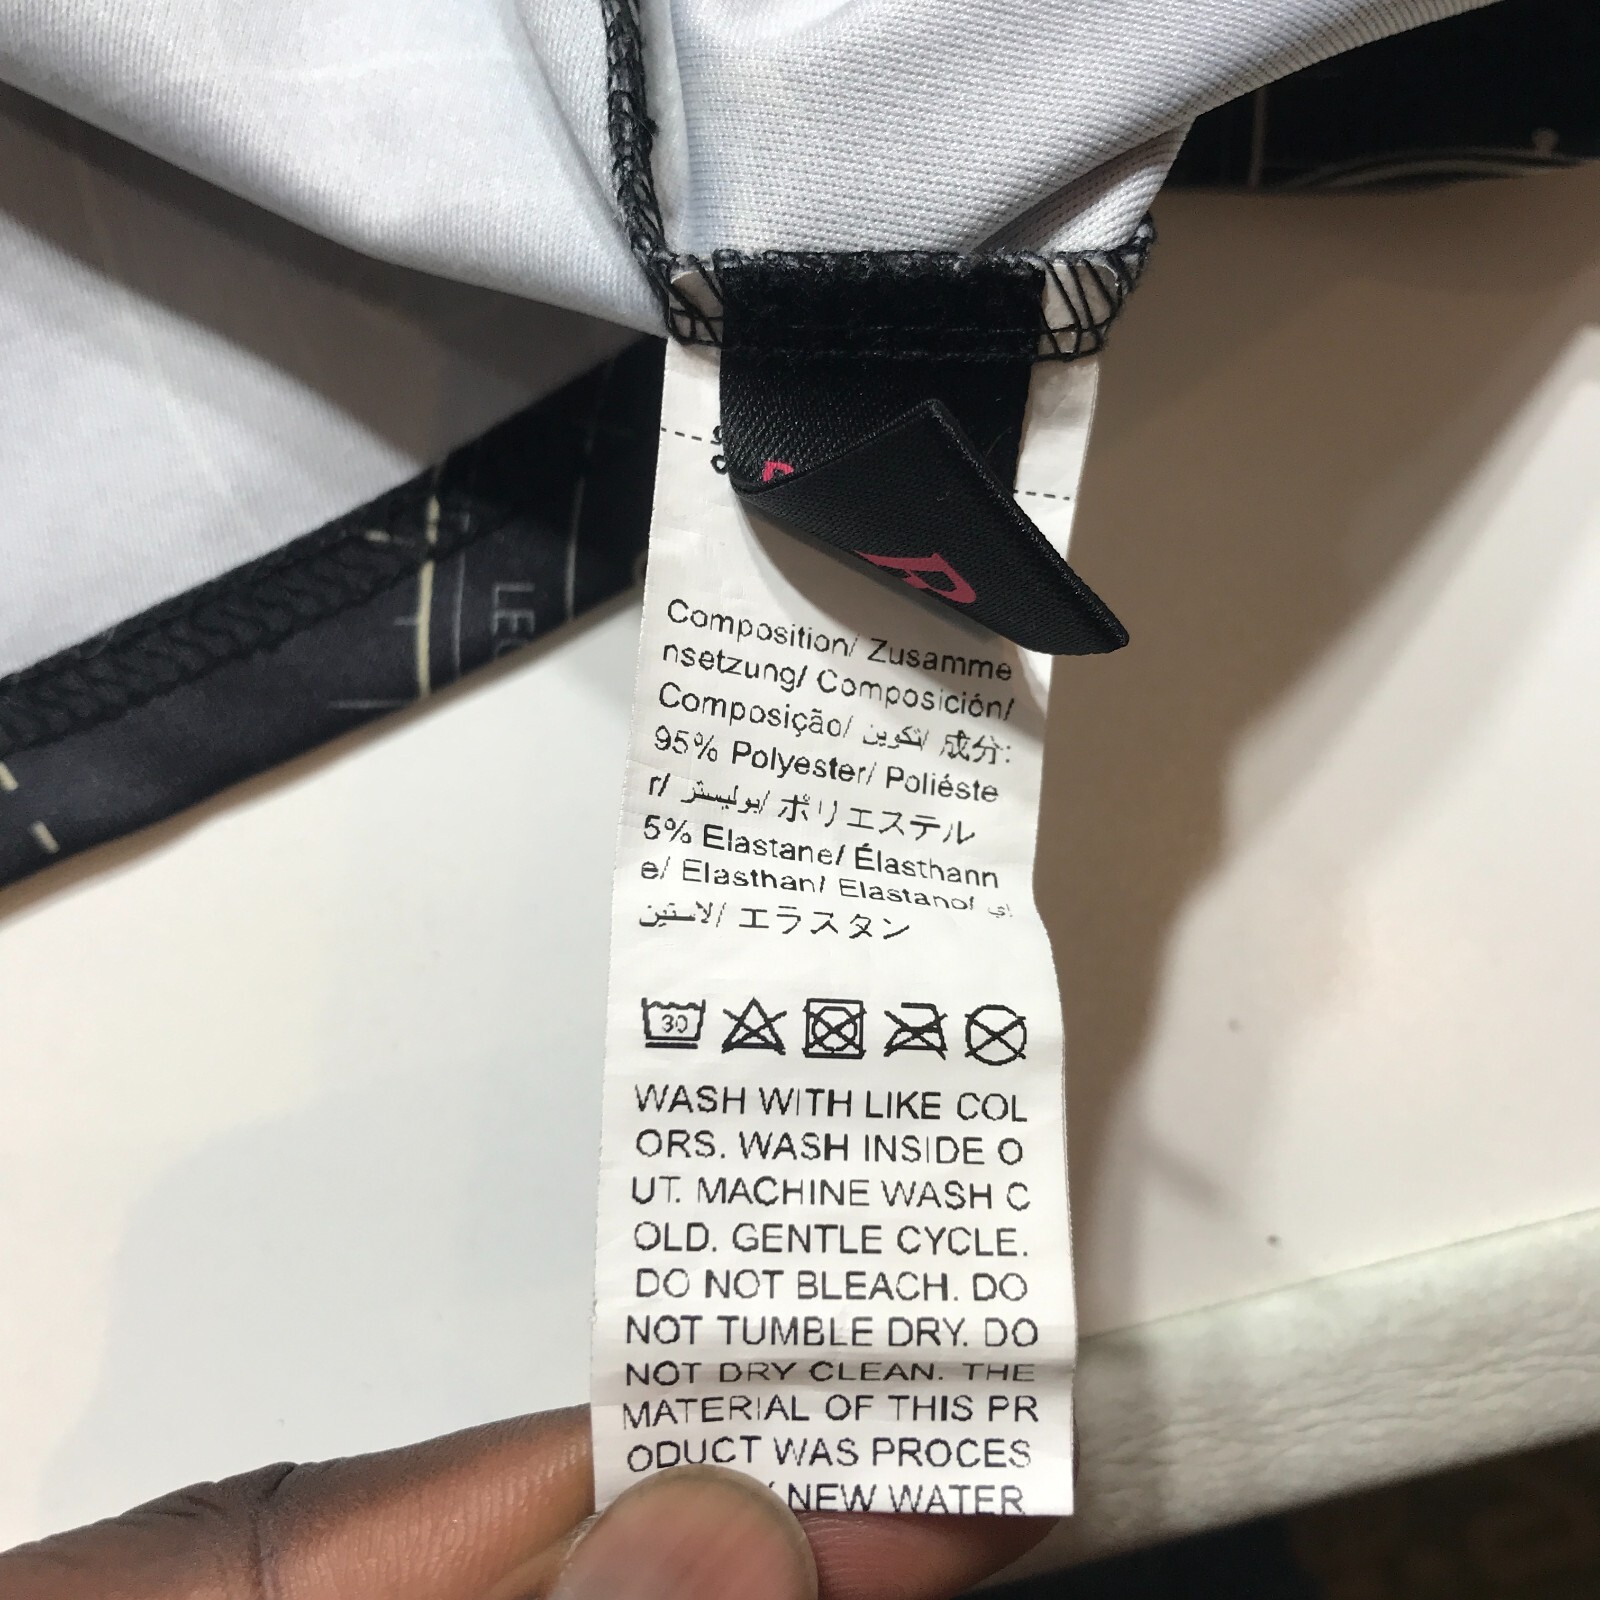 Composition/ Zusamme
nsetzung/ Composición/
Composição/ تكوين/ 成分:
95% Polyester/ Poliéste
r/ بوليستر/ ポリエステル
5% Elastane/ Élasthann
e/ Elasthan/ Elastano/ إي
لاستين/ エラスタン
30
WASH WITH LIKE COL
ORS. WASH INSIDE O
UT. MACHINE WASH C
OLD. GENTLE CYCLE.
DO NOT BLEACH. DO
NOT TUMBLE DRY. DO
NOT DRY CLEAN. THE
MATERIAL OF THIS PR
ODUCT WAS PROCES
NEW WATER